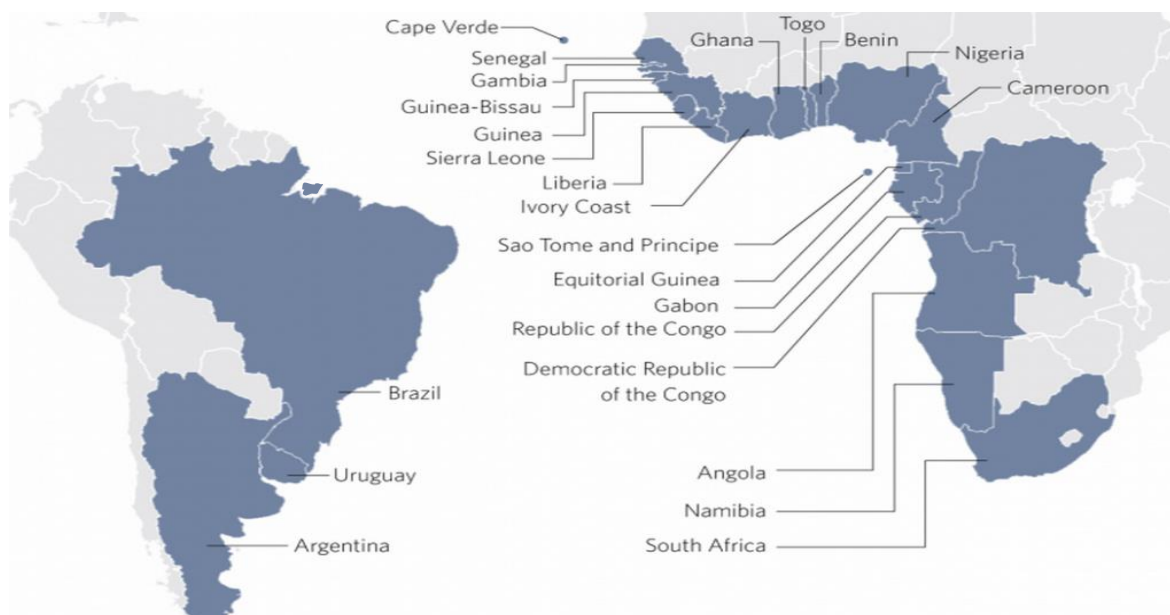 Cape Verde
Senegal
Gambia
Guinea-Bissau
Guinea
Sierra Leone
Liberia
Ivory Coast
Ghana
Togo
Benin
Nigeria
Cameroon
Sao Tome and Principe
Equitorial Guinea
Gabon
Republic of the Congo
Democratic Republic
of the Congo
Angola
Namibia
South Africa
Brazil
Uruguay
Argentina